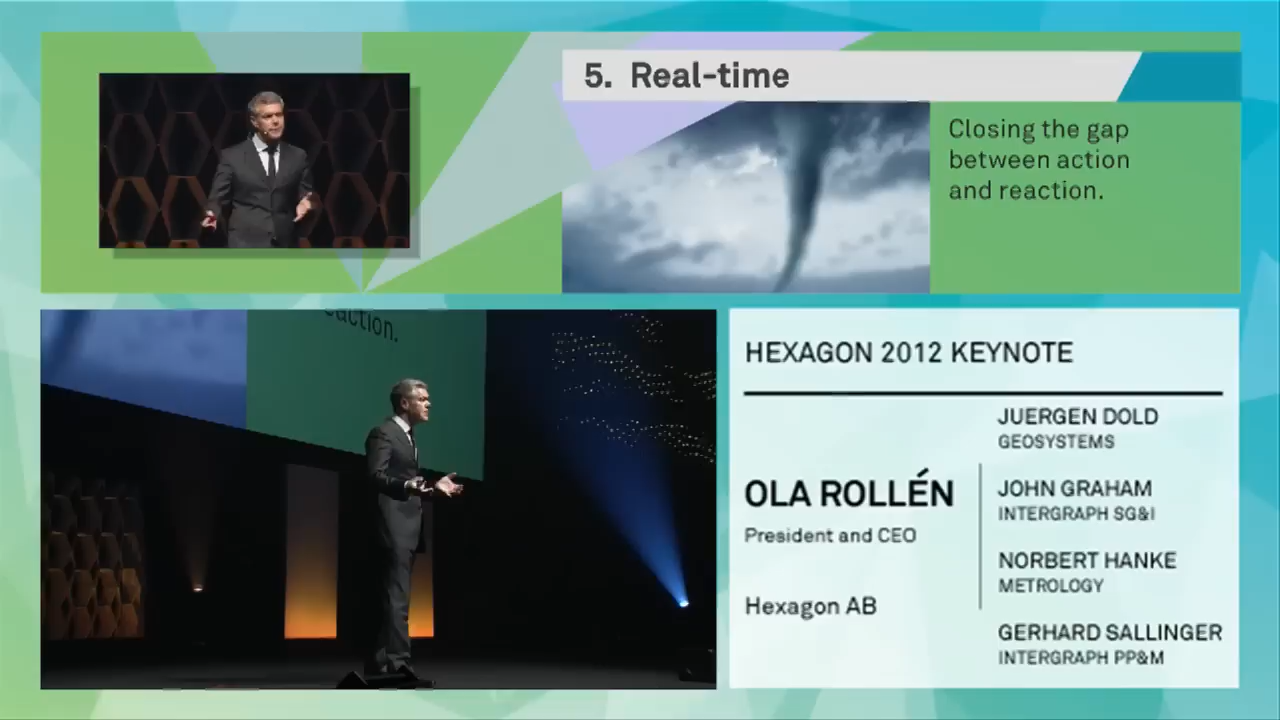 5. Real-time
Closing the gap
between action
and reaction.
eaction.
HEXAGON 2012 KEYNOTE
OLA ROLLÉN
President and CEO
Hexagon AB
JUERGEN DOLD
GEOSYSTEMS
JOHN GRAHAM
INTERGRAPH SG&I
NORBERT HANKE
METROLOGY
GERHARD SALLINGER
INTERGRAPH PP&M